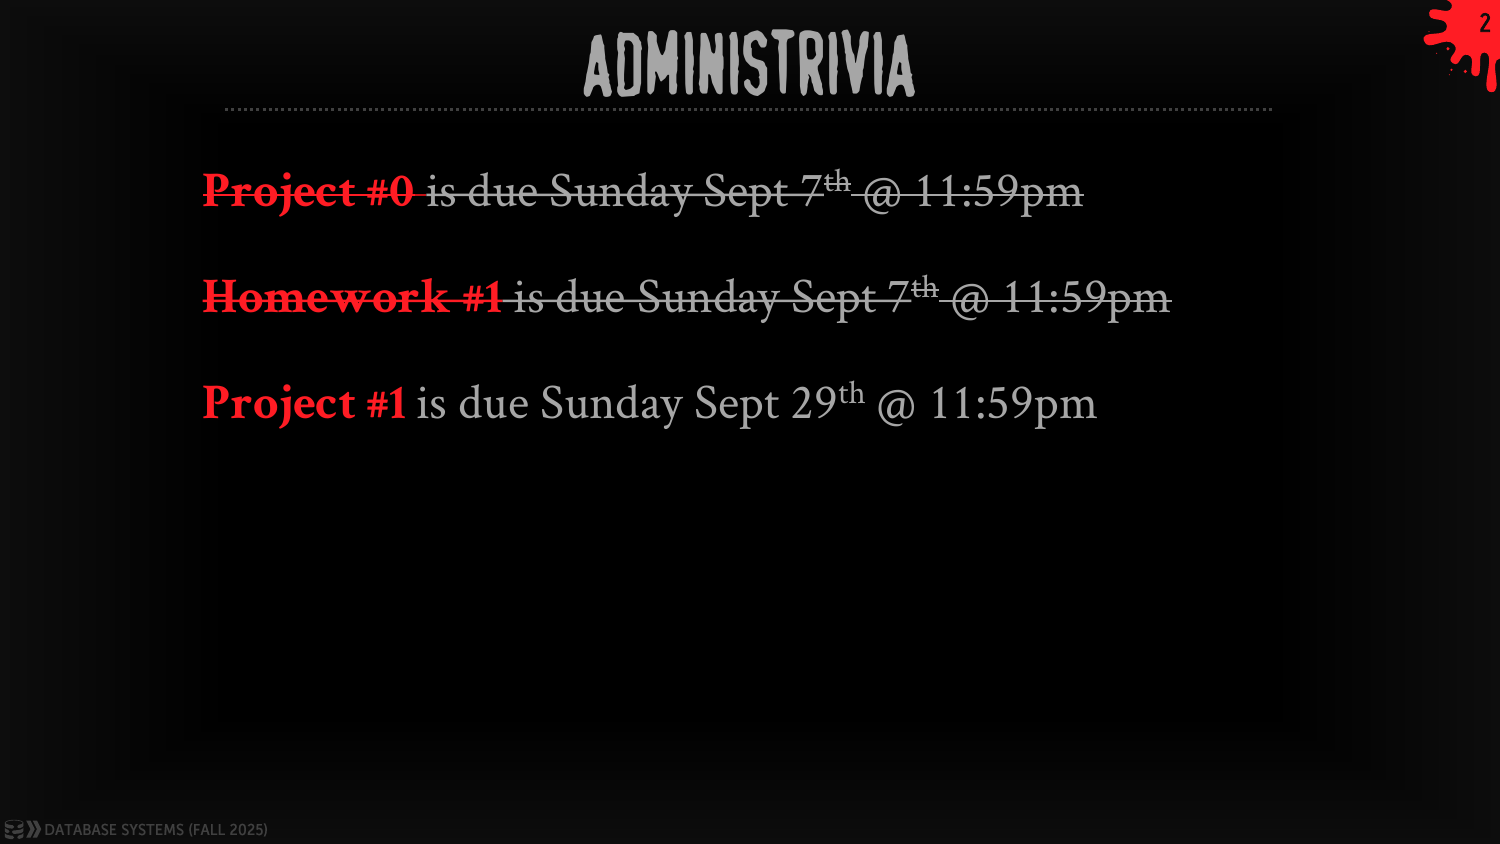 ADMINISTRIVIA
2
Project #0 is due Sunday Sept 7th @ 11:59pm
Homework #1 is due Sunday Sept 7th @ 11:59pm
Project #1 is due Sunday Sept 29th @ 11:59pm
DATABASE SYSTEMS (FALL 2025)